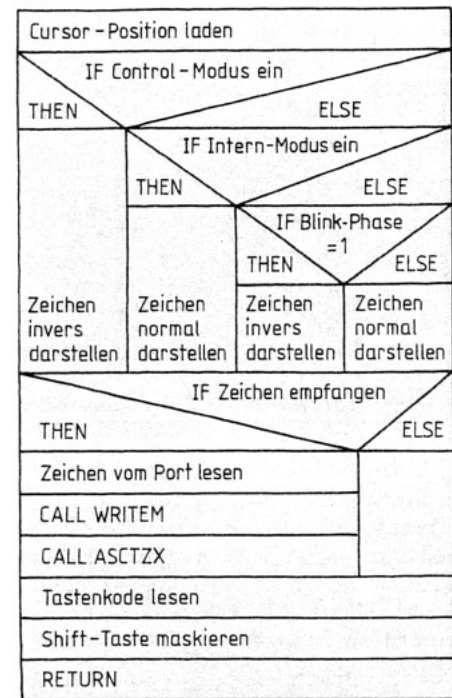 Cursor-Position laden
IF Control-Modus ein
THEN
ELSE
IF Intern-Modus ein
THEN
ELSE
IF Blink-Phase
=1
THEN
ELSE
Zeichen
invers
darstellen
Zeichen
normal
darstellen
Zeichen
invers
darstellen
Zeichen
normal
darstellen
IF Zeichen empfangen
THEN
ELSE
Zeichen vom Port lesen
CALL WRITEM
CALL ASCTZX
Tastenkode lesen
Shift-Taste maskieren
RETURN